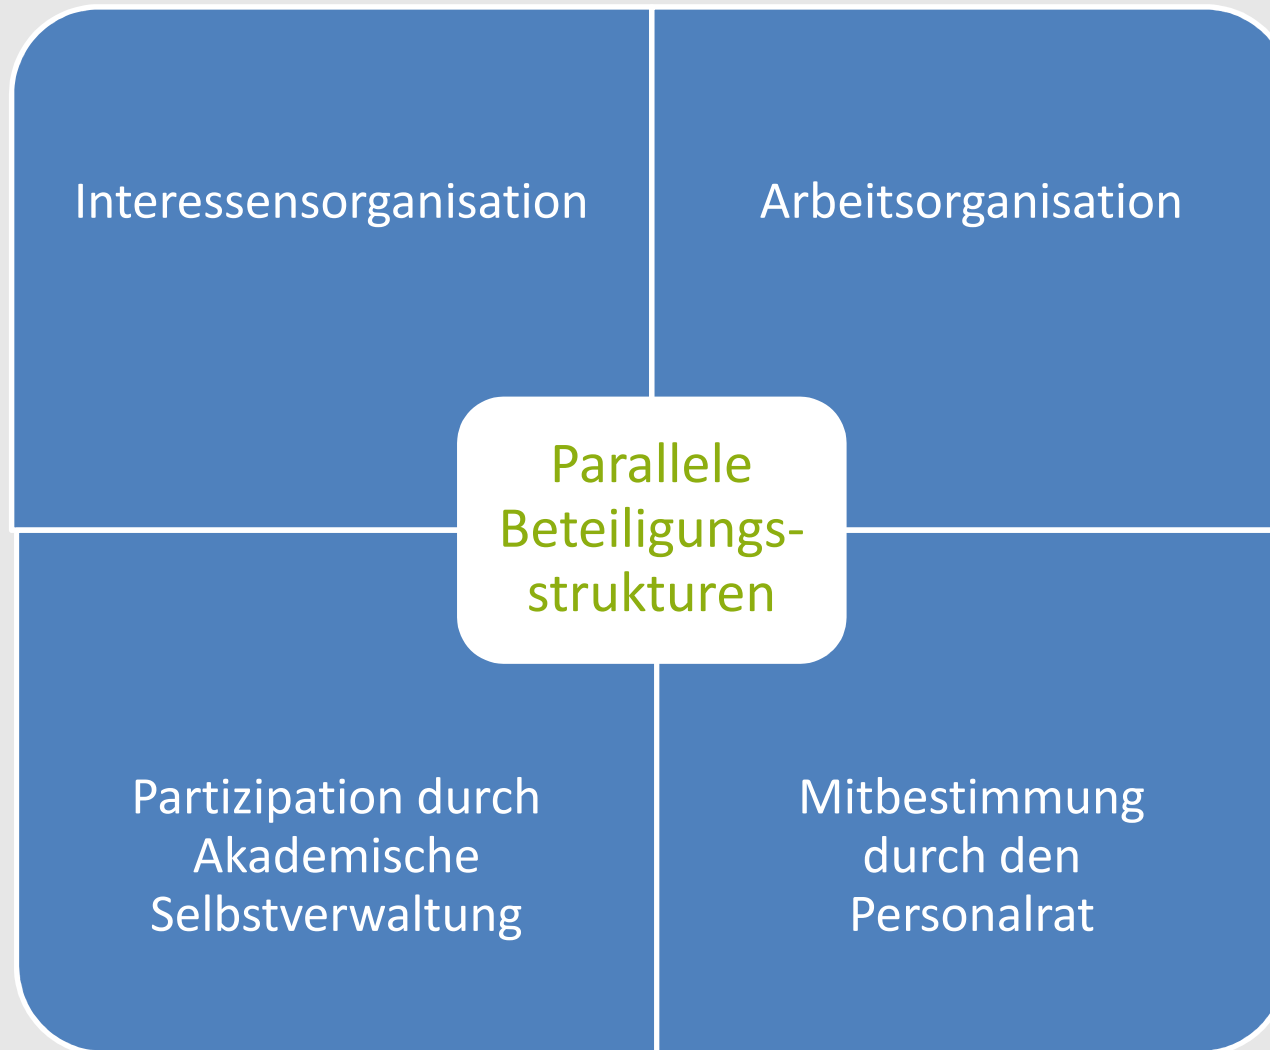 Interessensorganisation
Arbeitsorganisation
Parallele
Beteiligungs-
strukturen
Partizipation durch
Akademische
Selbstverwaltung
Mitbestimmung
durch den
Personalrat